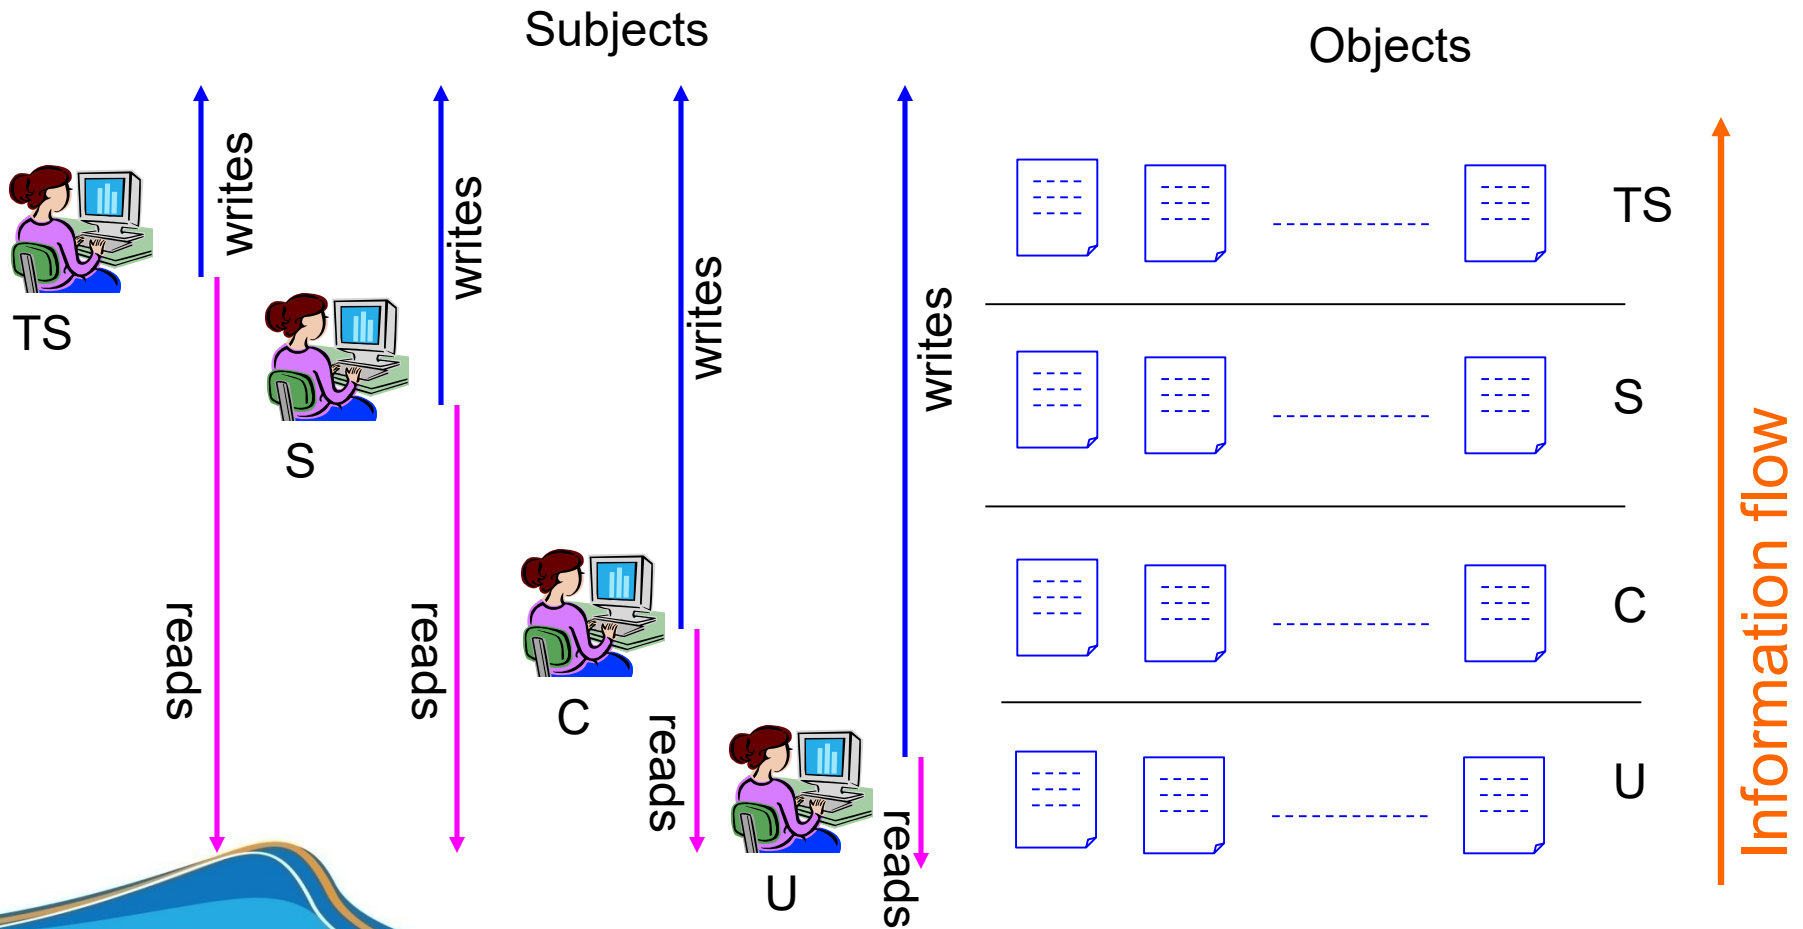 Subjects
Objects
writes
writes
writes
writes
TS
S
C
U
reads
reads
reads
reads
TS
S
C
U
Information flow